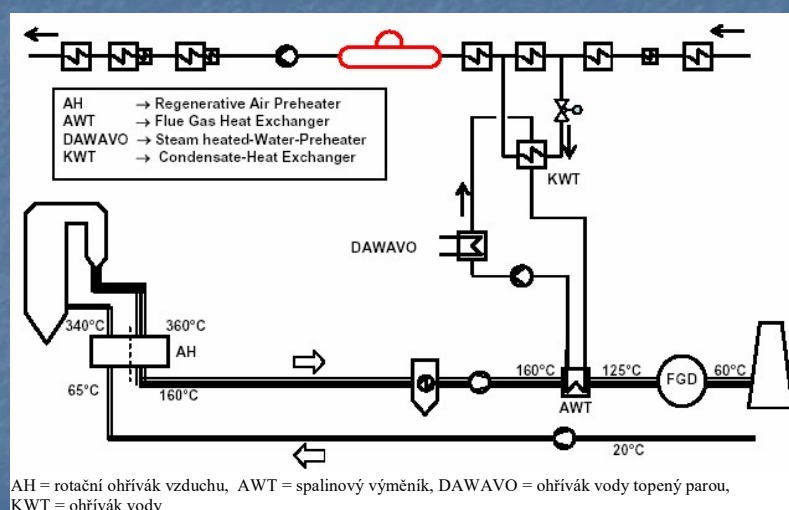 AH → Regenerative Air Preheater
AWT → Flue Gas Heat Exchanger
DAWAVO → Steam heated-Water-Preheater
KWT → Condensate-Heat Exchanger
KWT
DAWAVO
340°C
360°C
AH
65°C
160°C
160°C
125°C
FGD
60°C
AWT
20°C
AH = rotační ohřívák vzduchu, AWT = spalinový výměník, DAWAVO = ohřívák vody topený parou,
KWT = ohřívák vody